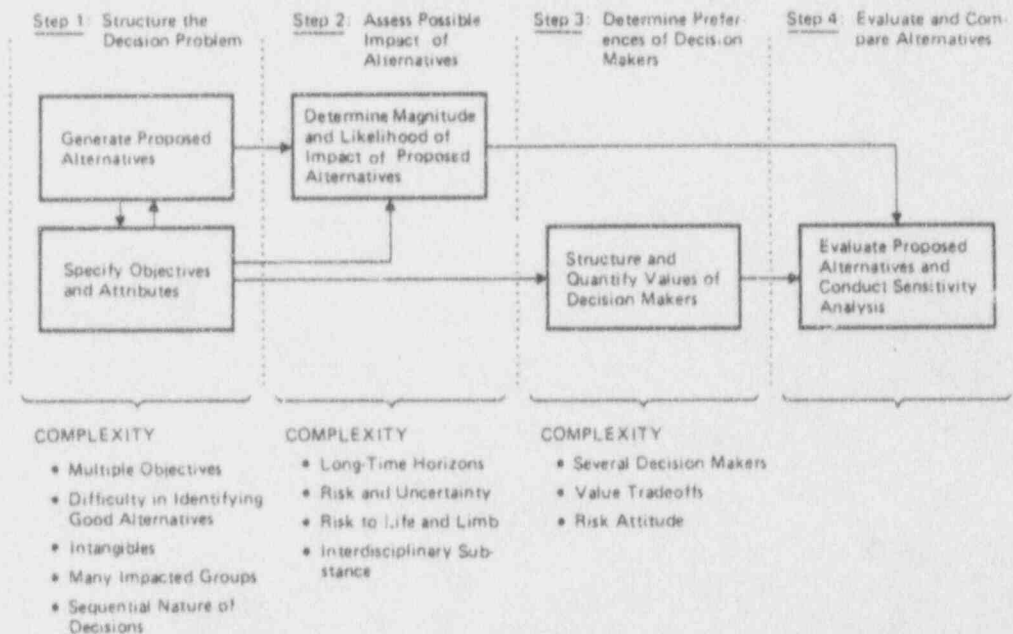 Step 1: Structure the
Decision Problem
Step 2: Assess Possible
Impact of
Alternatives
Step 3: Determine Prefer-
ences of Decision
Makers
Step 4: Evaluate and Com
pare Alternatives
Generate Proposed
Alternatives
Determine Magnitude
and Likelihood of
Impact of Proposed
Alternatives
Specify Objectives
and Attributes
Structure and
Quantify Values of
Decision Makers
Evaluate Proposed
Alternatives and
Conduct Sensitivity
Analysis
COMPLEXITY
• Multiple Objectives
• Difficulty in Identifying
Good Alternatives
• Intangibles
• Many Impacted Groups
• Sequential Nature of
Decisions
COMPLEXITY
• Long-Time Horizons
• Risk and Uncertainty
• Risk to Life and Limb
• Interdisciplinary Sub-
stance
COMPLEXITY
• Several Decision Makers
• Value Tradeoffs
• Risk Attitude